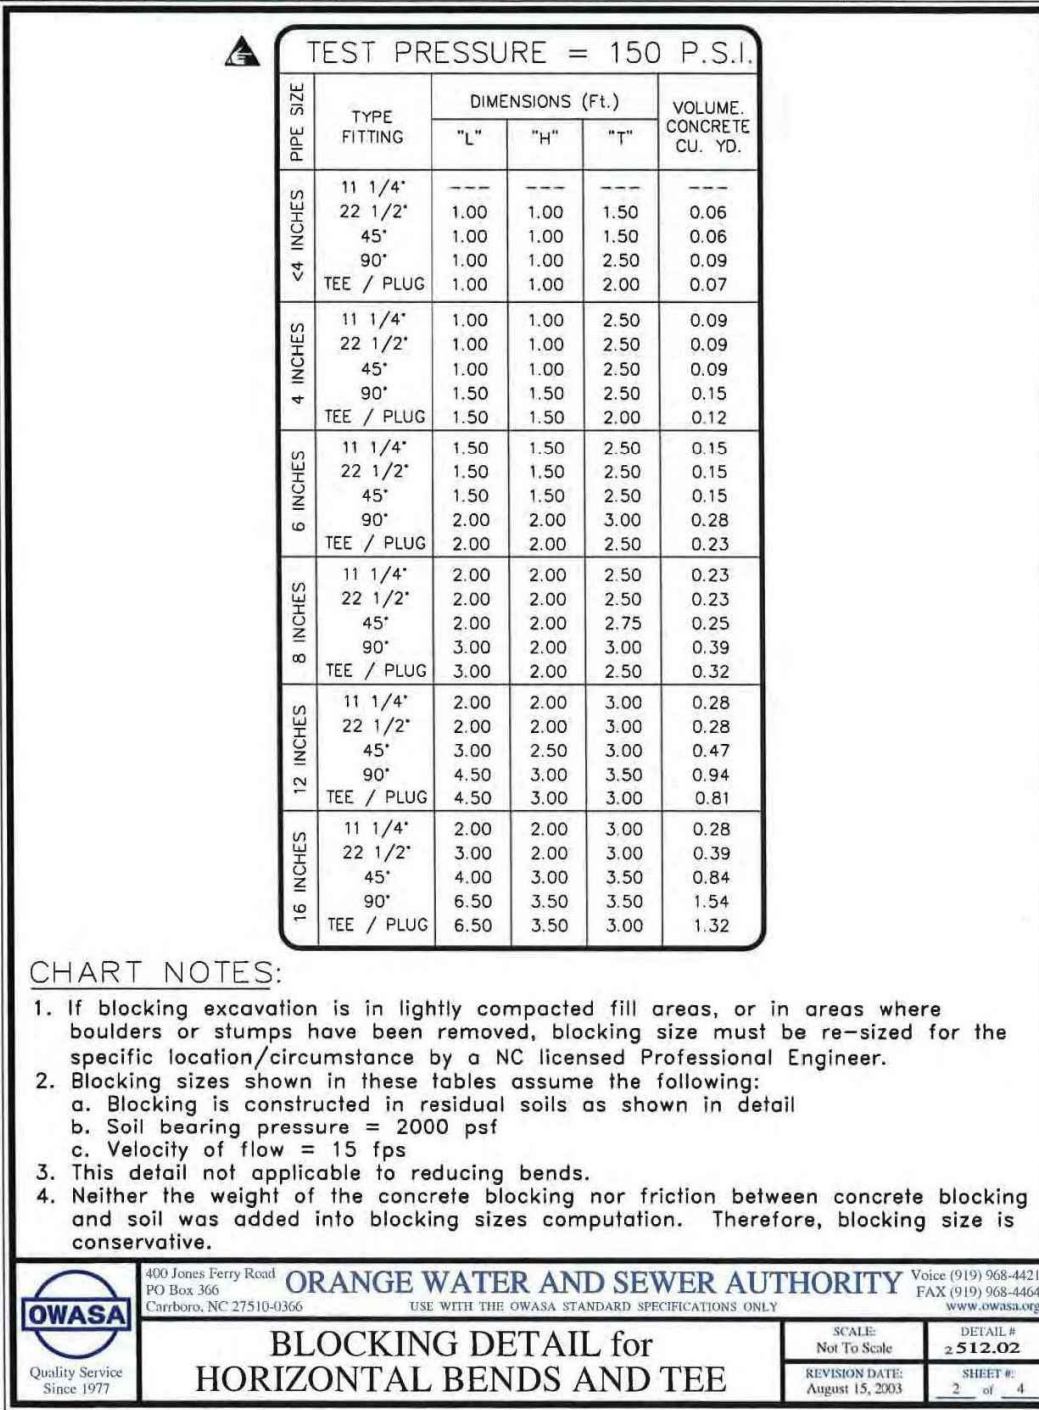 TEST PRESSURE = 150 P.S.I.
PIPE SIZE
TYPE FITTING
DIMENSIONS (Ft.)
"L" "H" "T"
VOLUME. CONCRETE CU. YD.
<4 INCHES
11 1/4° --- --- --- ---
22 1/2° 1.00 1.00 1.50 0.06
45° 1.00 1.00 1.50 0.06
90° 1.00 1.00 2.50 0.09
TEE / PLUG 1.00 1.00 2.00 0.07
4 INCHES
11 1/4° 1.00 1.00 2.50 0.09
22 1/2° 1.00 1.00 2.50 0.09
45° 1.00 1.00 2.50 0.09
90° 1.50 1.50 2.50 0.15
TEE / PLUG 1.50 1.50 2.00 0.12
6 INCHES
11 1/4° 1.50 1.50 2.50 0.15
22 1/2° 1.50 1.50 2.50 0.15
45° 1.50 1.50 2.50 0.15
90° 2.00 2.00 3.00 0.28
TEE / PLUG 2.00 2.00 2.50 0.23
8 INCHES
11 1/4° 2.00 2.00 2.50 0.23
22 1/2° 2.00 2.00 2.50 0.23
45° 2.00 2.00 2.75 0.25
90° 3.00 2.00 3.00 0.39
TEE / PLUG 3.00 2.00 2.50 0.32
12 INCHES
11 1/4° 2.00 2.00 3.00 0.28
22 1/2° 2.00 2.00 3.00 0.28
45° 3.00 2.50 3.00 0.47
90° 4.50 3.00 3.50 0.94
TEE / PLUG 4.50 3.00 3.00 0.81
16 INCHES
11 1/4° 2.00 2.00 3.00 0.28
22 1/2° 3.00 2.00 3.00 0.39
45° 4.00 3.00 3.50 0.84
90° 6.50 3.50 3.50 1.54
TEE / PLUG 6.50 3.50 3.00 1.32
CHART NOTES:
1. If blocking excavation is in lightly compacted fill areas, or in areas where
boulders or stumps have been removed, blocking size must be re-sized for the
specific location/circumstance by a NC licensed Professional Engineer.
2. Blocking sizes shown in these tables assume the following:
a. Blocking is constructed in residual soils as shown in detail
b. Soil bearing pressure = 2000 psf
c. Velocity of flow = 15 fps
3. This detail not applicable to reducing bends.
4. Neither the weight of the concrete blocking nor friction between concrete blocking
and soil was added into blocking sizes computation. Therefore, blocking size is
conservative.
OWASA
Quality Service
Since 1977
400 Jones Ferry Road
PO Box 366
Carrboro, NC 27510-0366
ORANGE WATER AND SEWER AUTHORITY
USE WITH THE OWASA STANDARD SPECIFICATIONS ONLY
Voice (919) 968-4421
FAX (919) 968-4464
www.owasa.org
BLOCKING DETAIL for
HORIZONTAL BENDS AND TEE
SCALE:
Not To Scale
DETAIL #
2 512.02
REVISION DATE:
August 15, 2003
SHEET #:
2 of 4